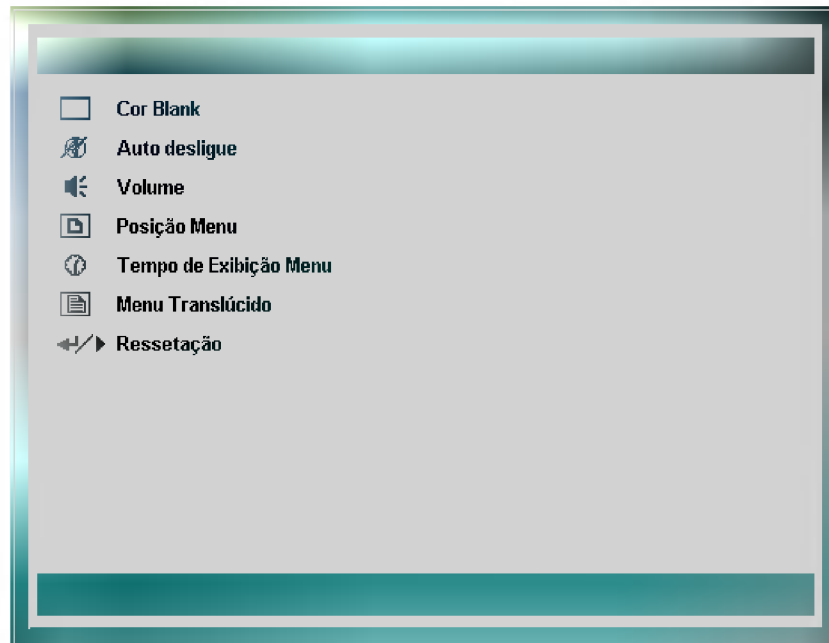 Cor Blank
Auto desligue
Volume
Posição Menu
Tempo de Exibição Menu
Menu Translúcido
Ressetação